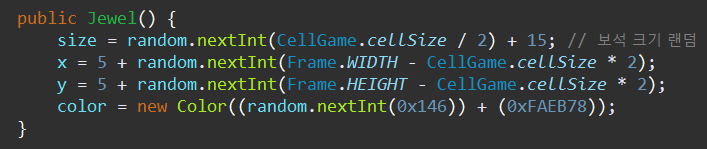 public Jewel() {
    size = random.nextInt(CellGame.cellSize / 2) + 15; // 보석 크기 랜덤
    x = 5 + random.nextInt(Frame.WIDTH - CellGame.cellSize * 2);
    y = 5 + random.nextInt(Frame.HEIGHT - CellGame.cellSize * 2);
    color = new Color((random.nextInt(0x146)) + (0xFAEB78));
}